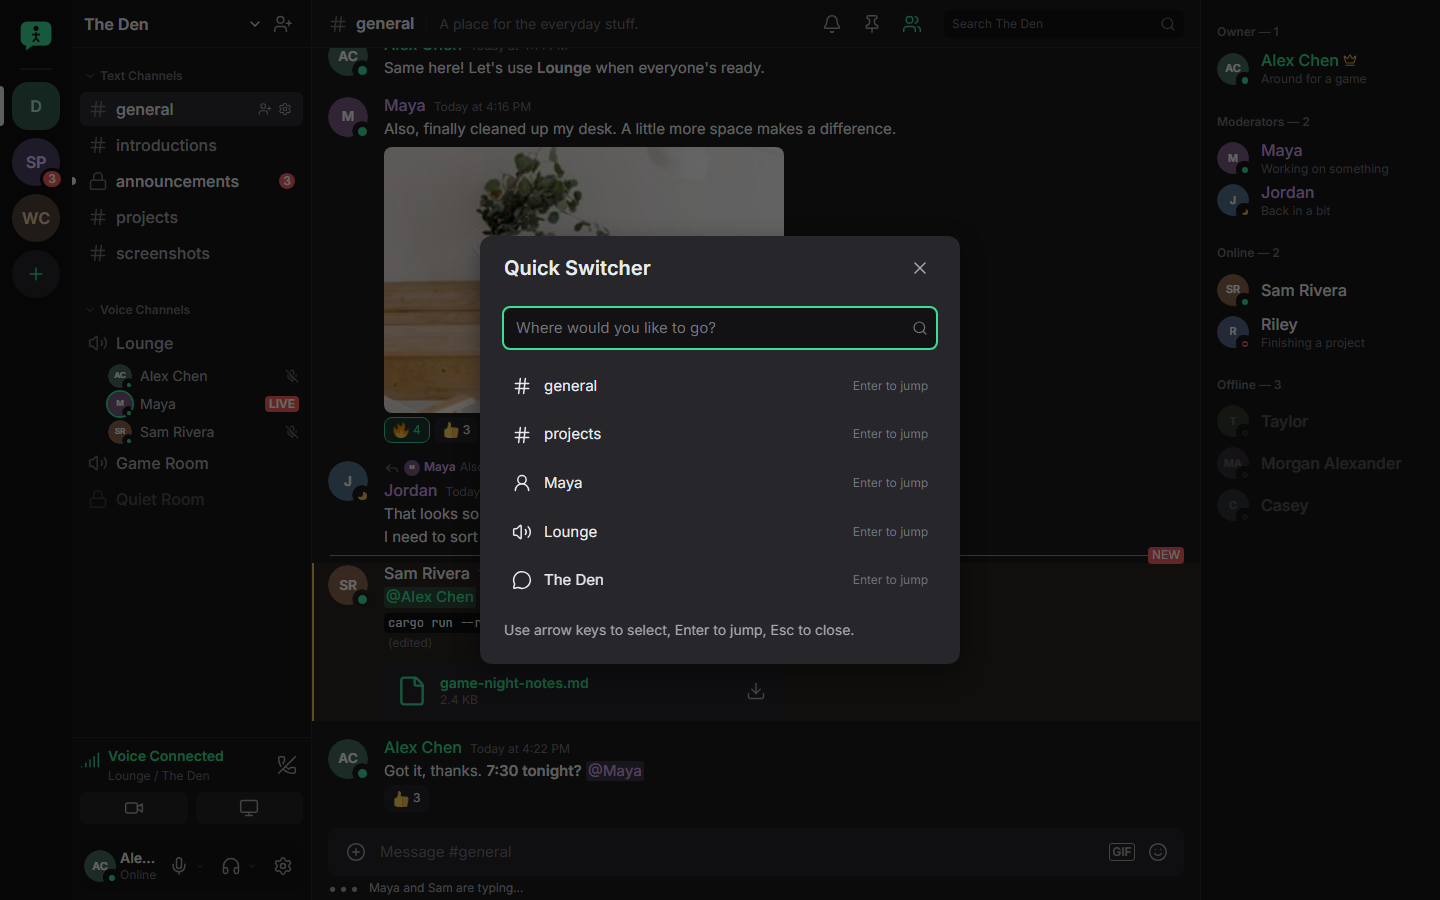 The Den
general
A place for the everyday stuff.
Search The Den
D
SP
3
WC
Text Channels
general
introductions
announcements
3
projects
screenshots
Voice Channels
Lounge
AC
Alex Chen
M
Maya
LIVE
SR
Sam Rivera
Game Room
Quiet Room
Voice Connected
Lounge / The Den
AC
Ale...
Online
AC
Same here! Let's use Lounge when everyone's ready.
M
Maya
Today at 4:16 PM
Also, finally cleaned up my desk. A little more space makes a difference.
4
3
J
M
Maya
Jordan
Today
That looks so
I need to sort
NEW
SR
Sam Rivera
@Alex Chen
cargo run
(edited)
game-night-notes.md
2.4 KB
AC
Alex Chen
Today at 4:22 PM
Got it, thanks. 7:30 tonight? @Maya
3
Message #general
GIF
Maya and Sam are typing...
Quick Switcher
Where would you like to go?
general
Enter to jump
projects
Enter to jump
Maya
Enter to jump
Lounge
Enter to jump
The Den
Enter to jump
Use arrow keys to select, Enter to jump, Esc to close.
Owner — 1
AC
Alex Chen
Around for a game
Moderators — 2
M
Maya
Working on something
J
Jordan
Back in a bit
Online — 2
SR
Sam Rivera
R
Riley
Finishing a project
Offline — 3
T
Taylor
MA
Morgan Alexander
C
Casey